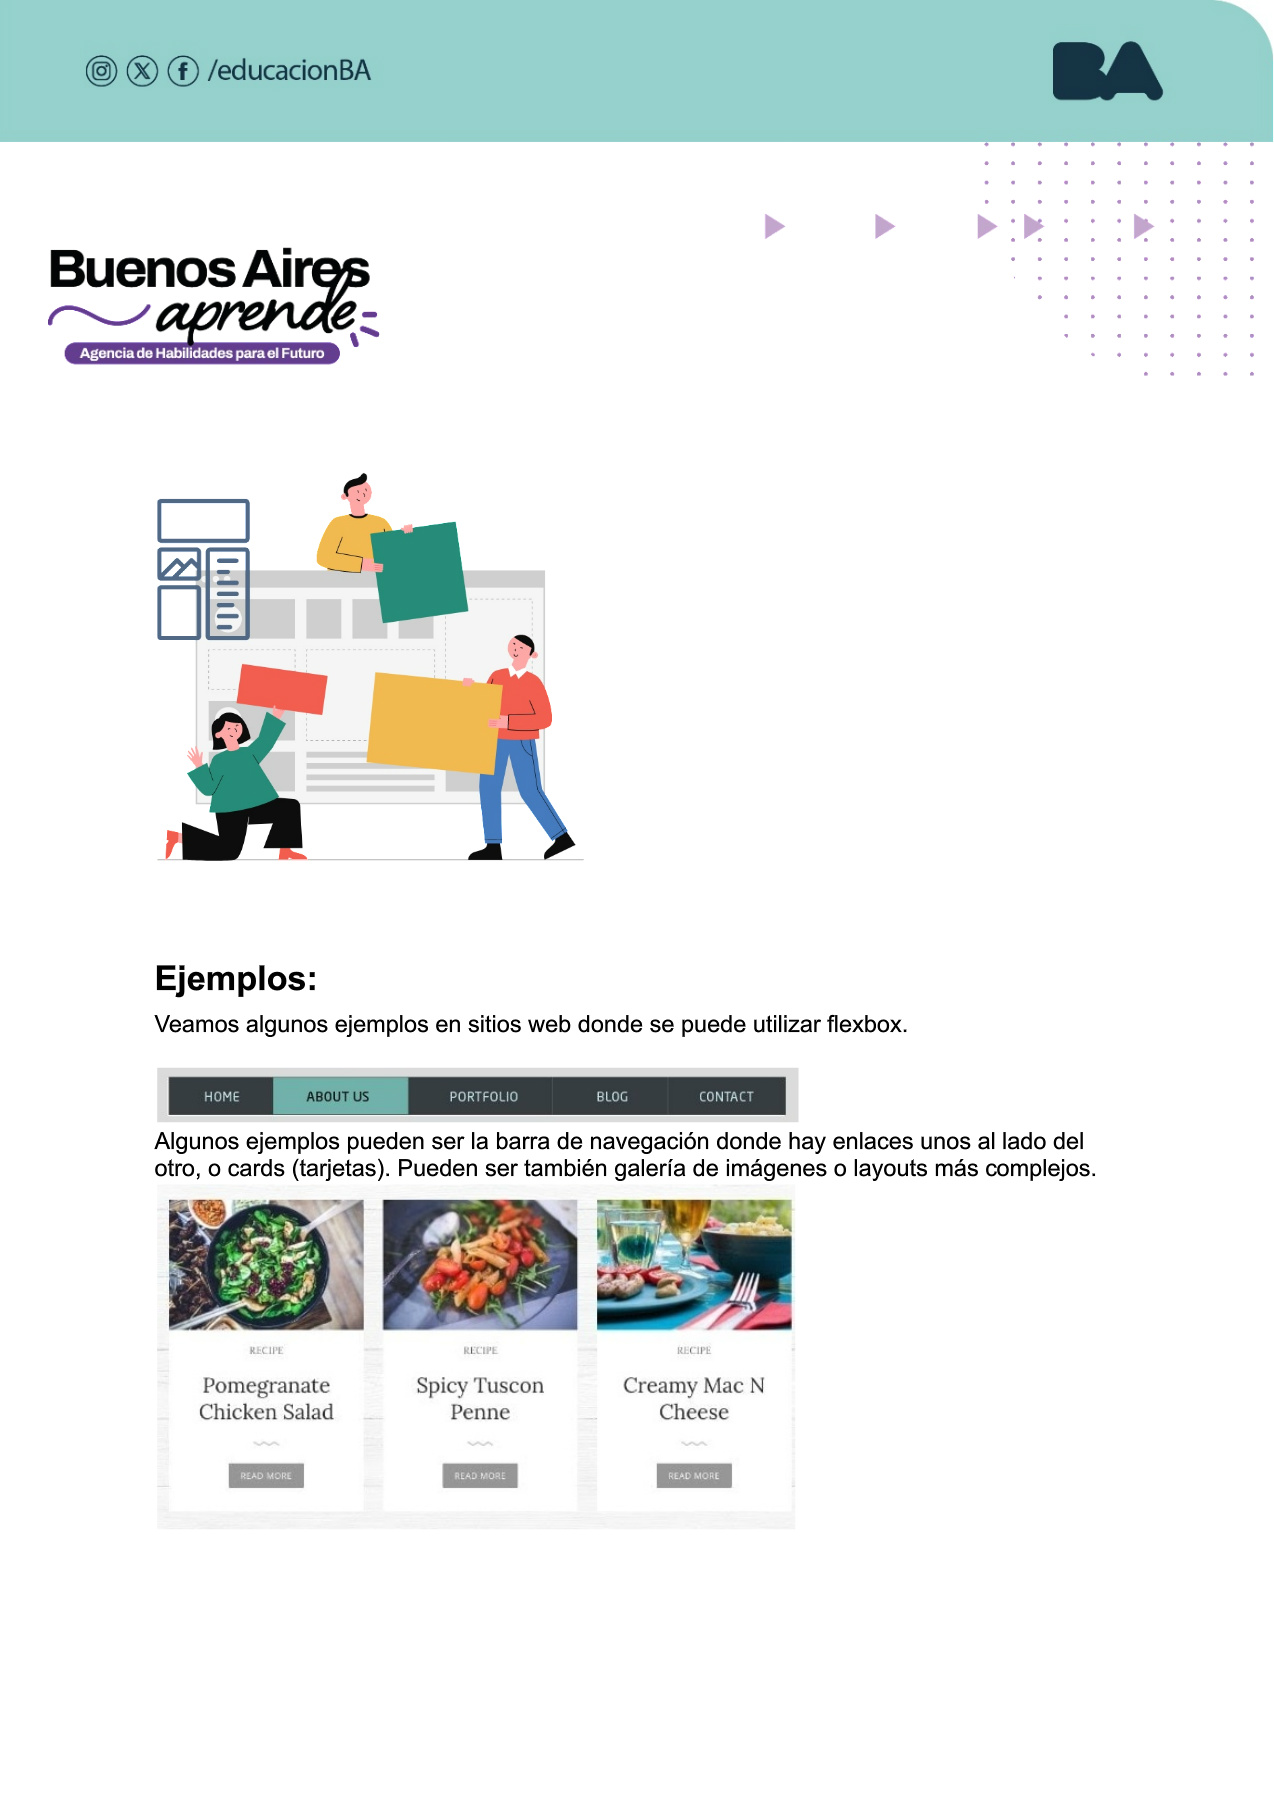 /educacionBA
BA
Buenos Aires
aprende
Agencia de Habilidades para el Futuro
Ejemplos:
Veamos algunos ejemplos en sitios web donde se puede utilizar flexbox.
HOME ABOUT US PORTFOLIO BLOG CONTACT
Algunos ejemplos pueden ser la barra de navegación donde hay enlaces unos al lado del
otro, o cards (tarjetas). Pueden ser también galería de imágenes o layouts más complejos.
RECIPE
Pomegranate
Chicken Salad
READ MORE
RECIPE
Spicy Tuscon
Penne
READ MORE
RECIPE
Creamy Mac N
Cheese
READ MORE